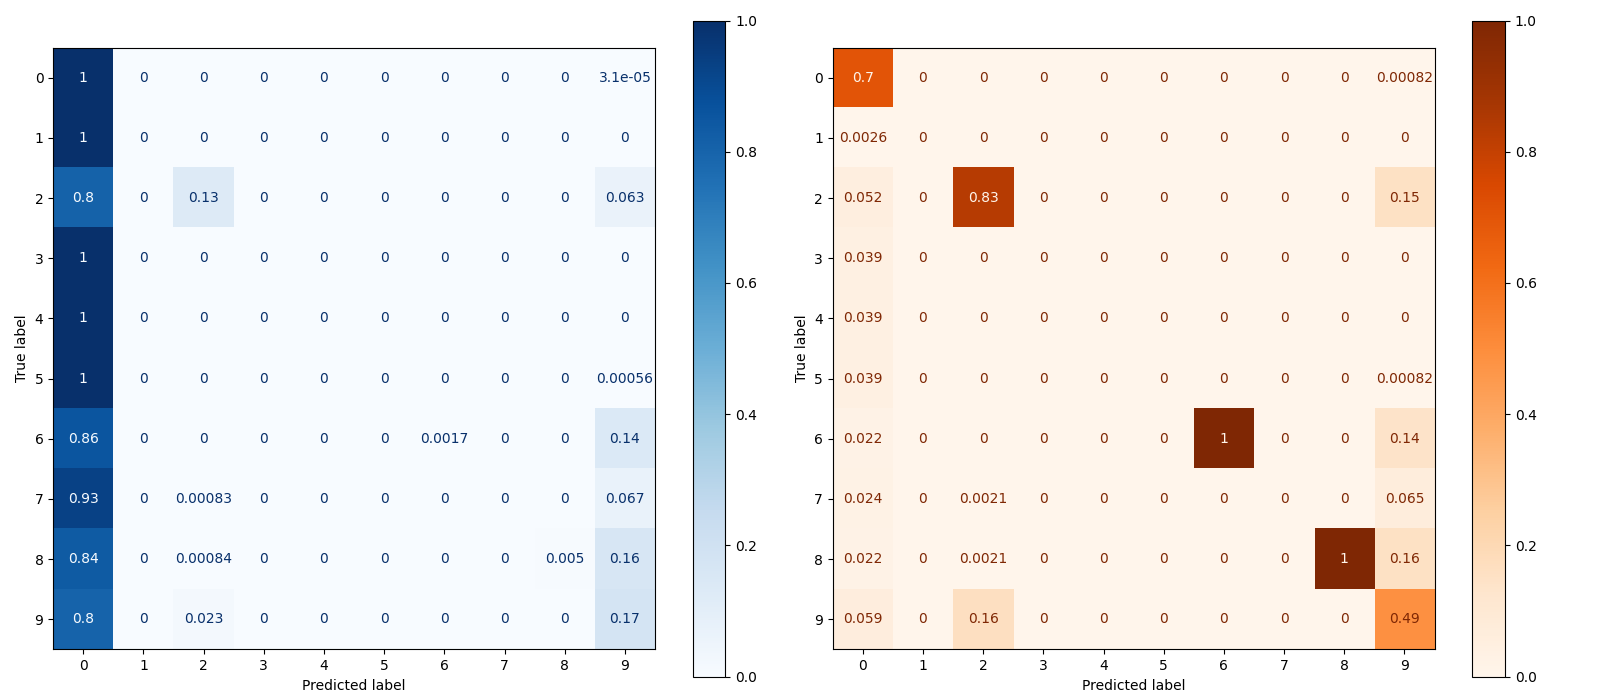 0 1 0 0 0 0 0 0 0 0 3.1e-05
1 1 0 0 0 0 0 0 0 0 0
2 0.8 0 0.13 0 0 0 0 0 0 0.063
3 1 0 0 0 0 0 0 0 0 0
4 1 0 0 0 0 0 0 0 0 0
5 1 0 0 0 0 0 0 0 0 0.00056
6 0.86 0 0 0 0 0 0.0017 0 0 0.14
7 0.93 0 0.00083 0 0 0 0 0 0 0.067
8 0.84 0 0.00084 0 0 0 0 0 0.005 0.16
9 0.8 0 0.023 0 0 0 0 0 0 0.17
0 1 2 3 4 5 6 7 8 9
True label
Predicted label
1.0
0.8
0.6
0.4
0.2
0.0
0 0.7 0 0 0 0 0 0 0 0 0.00082
1 0.0026 0 0 0 0 0 0 0 0 0
2 0.052 0 0.83 0 0 0 0 0 0 0.15
3 0.039 0 0 0 0 0 0 0 0 0
4 0.039 0 0 0 0 0 0 0 0 0
5 0.039 0 0 0 0 0 0 0 0 0.00082
6 0.022 0 0 0 0 0 1 0 0 0.14
7 0.024 0 0.0021 0 0 0 0 0 0 0.065
8 0.022 0 0.0021 0 0 0 0 0 1 0.16
9 0.059 0 0.16 0 0 0 0 0 0 0.49
0 1 2 3 4 5 6 7 8 9
True label
Predicted label
1.0
0.8
0.6
0.4
0.2
0.0